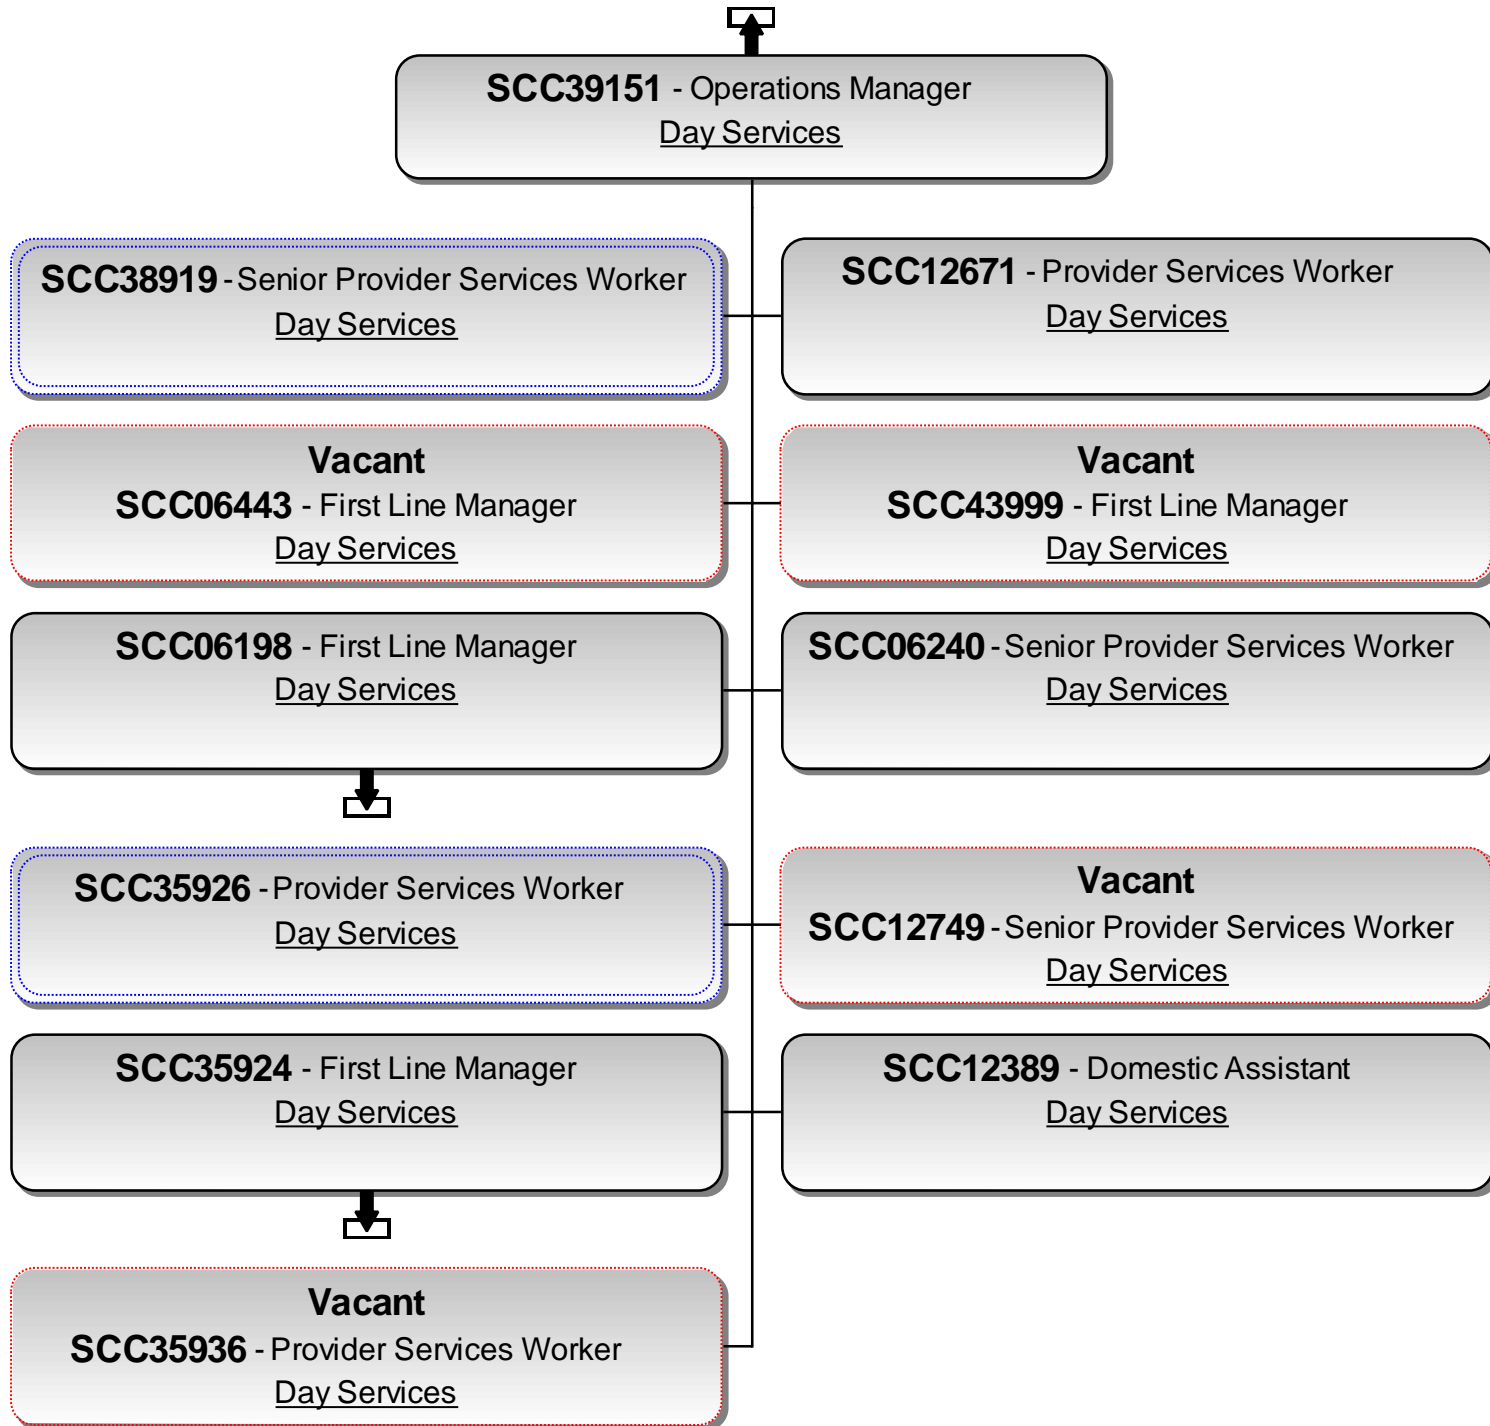 SCC39151 - Operations Manager
Day Services
SCC38919 - Senior Provider Services Worker
Day Services
SCC12671 - Provider Services Worker
Day Services
Vacant
SCC06443 - First Line Manager
Day Services
Vacant
SCC43999 - First Line Manager
Day Services
SCC06198 - First Line Manager
Day Services
SCC06240 - Senior Provider Services Worker
Day Services
SCC35926 - Provider Services Worker
Day Services
Vacant
SCC12749 - Senior Provider Services Worker
Day Services
SCC35924 - First Line Manager
Day Services
SCC12389 - Domestic Assistant
Day Services
Vacant
SCC35936 - Provider Services Worker
Day Services